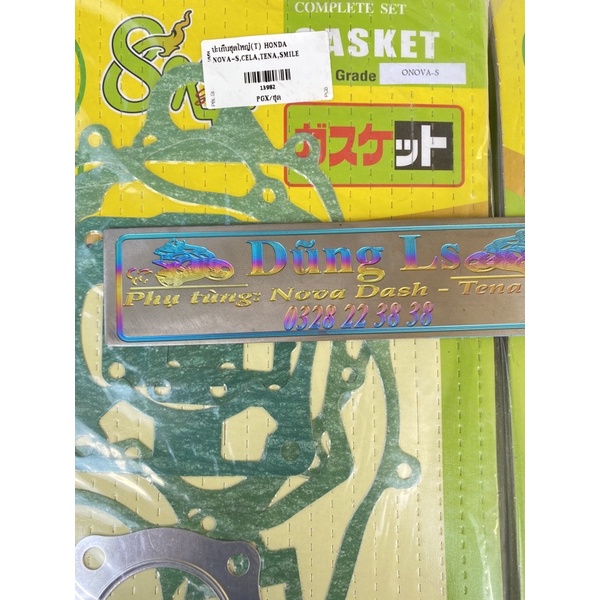 COMPLETE SET
GASKET
Grade ONOVA-S
ปะเก็นชุดใหญ่(T) HONDA
NOVA-S,CELA,TENA,SMILE
13982
PGX/ชุด
ガスケット
Dũng Ls
Phụ tùng: Nova Dash - Tena
0328 22 38 38